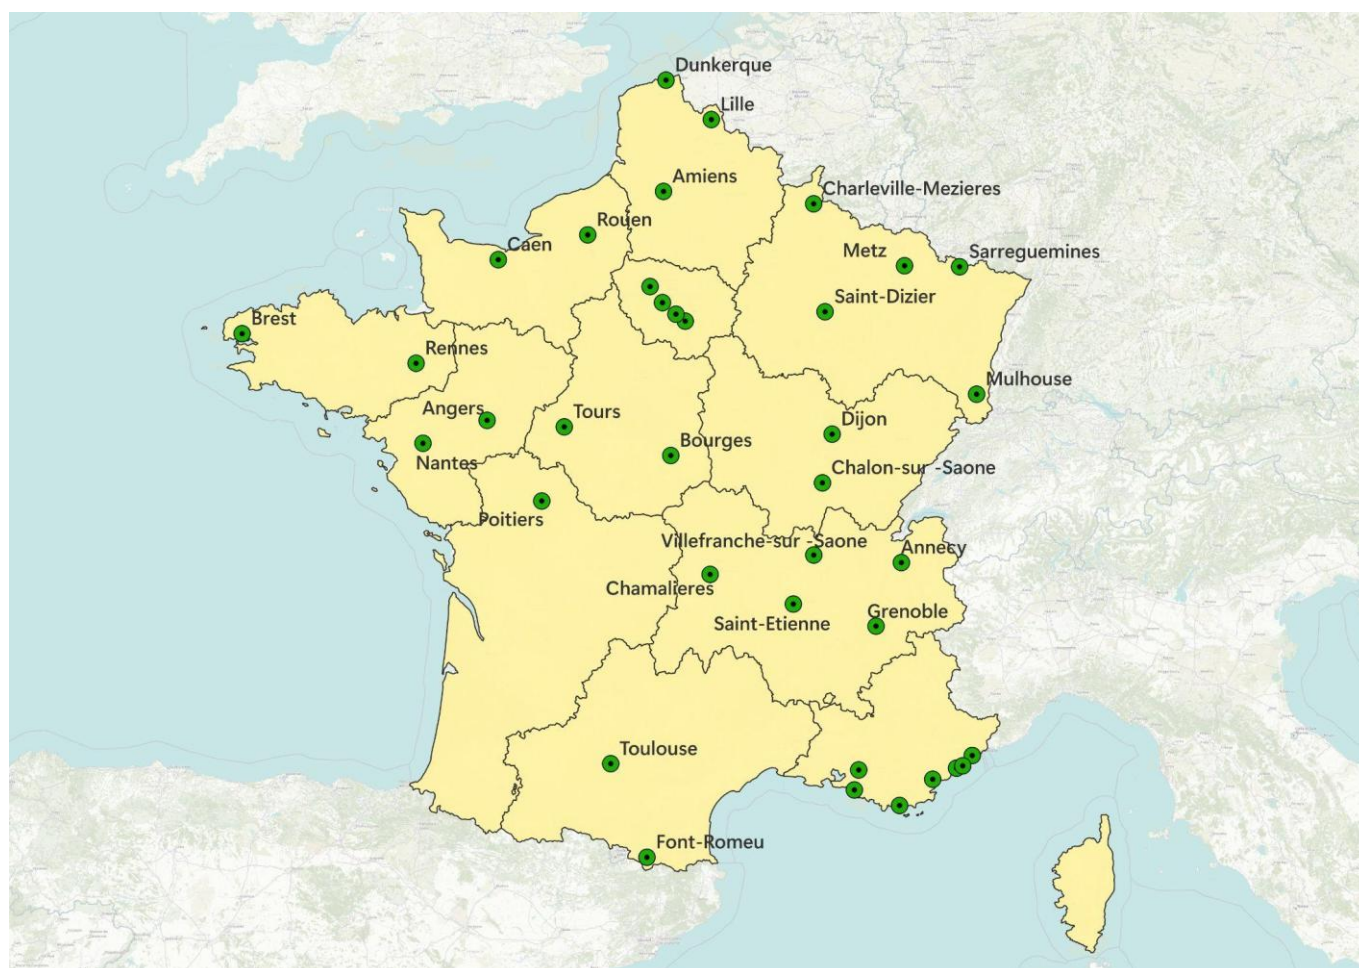 Dunkerque
Lille
Amiens
Charleville-Mezieres
Rouen
Caen
Metz
Sarreguemines
Saint-Dizier
Brest
Rennes
Mulhouse
Angers
Tours
Dijon
Bourges
Nantes
Chalon-sur -Saone
Poitiers
Villefranche-sur -Saone
Annecy
Chamalieres
Grenoble
Saint-Etienne
Toulouse
Font-Romeu